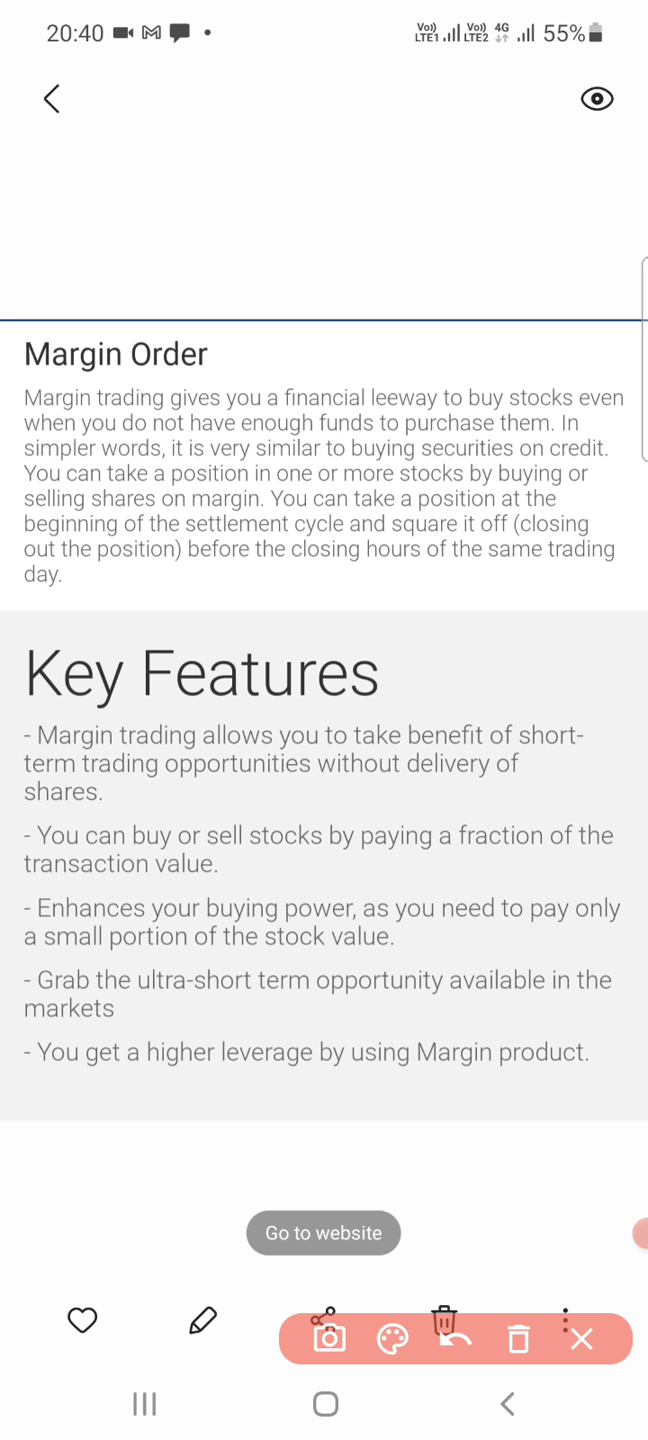 20:40
Vo) LTE1 Vo) LTE2 4G 55%
Margin Order
Margin trading gives you a financial leeway to buy stocks even
when you do not have enough funds to purchase them. In
simpler words, it is very similar to buying securities on credit.
You can take a position in one or more stocks by buying or
selling shares on margin. You can take a position at the
beginning of the settlement cycle and square it off (closing
out the position) before the closing hours of the same trading
day.
Key Features
- Margin trading allows you to take benefit of short-
term trading opportunities without delivery of
shares.
- You can buy or sell stocks by paying a fraction of the
transaction value.
- Enhances your buying power, as you need to pay only
a small portion of the stock value.
- Grab the ultra-short term opportunity available in the
markets
- You get a higher leverage by using Margin product.
Go to website